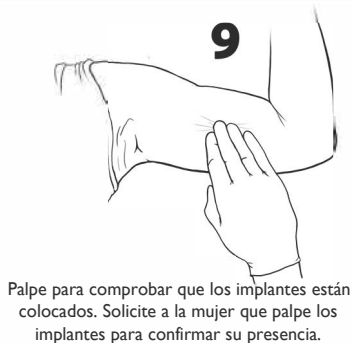 9
Palpe para comprobar que los implantes están
colocados. Solicite a la mujer que palpe los
implantes para confirmar su presencia.